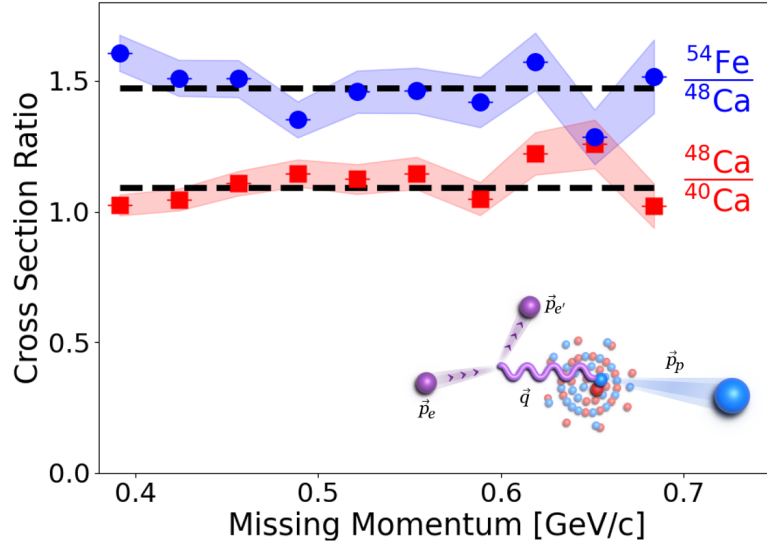 Cross Section Ratio
1.5
1.0
0.5
0.0
54Fe
48Ca
48Ca
40Ca
p⃗e'
p⃗e
q⃗
p⃗p
0.4 0.5 0.6 0.7
Missing Momentum [GeV/c]